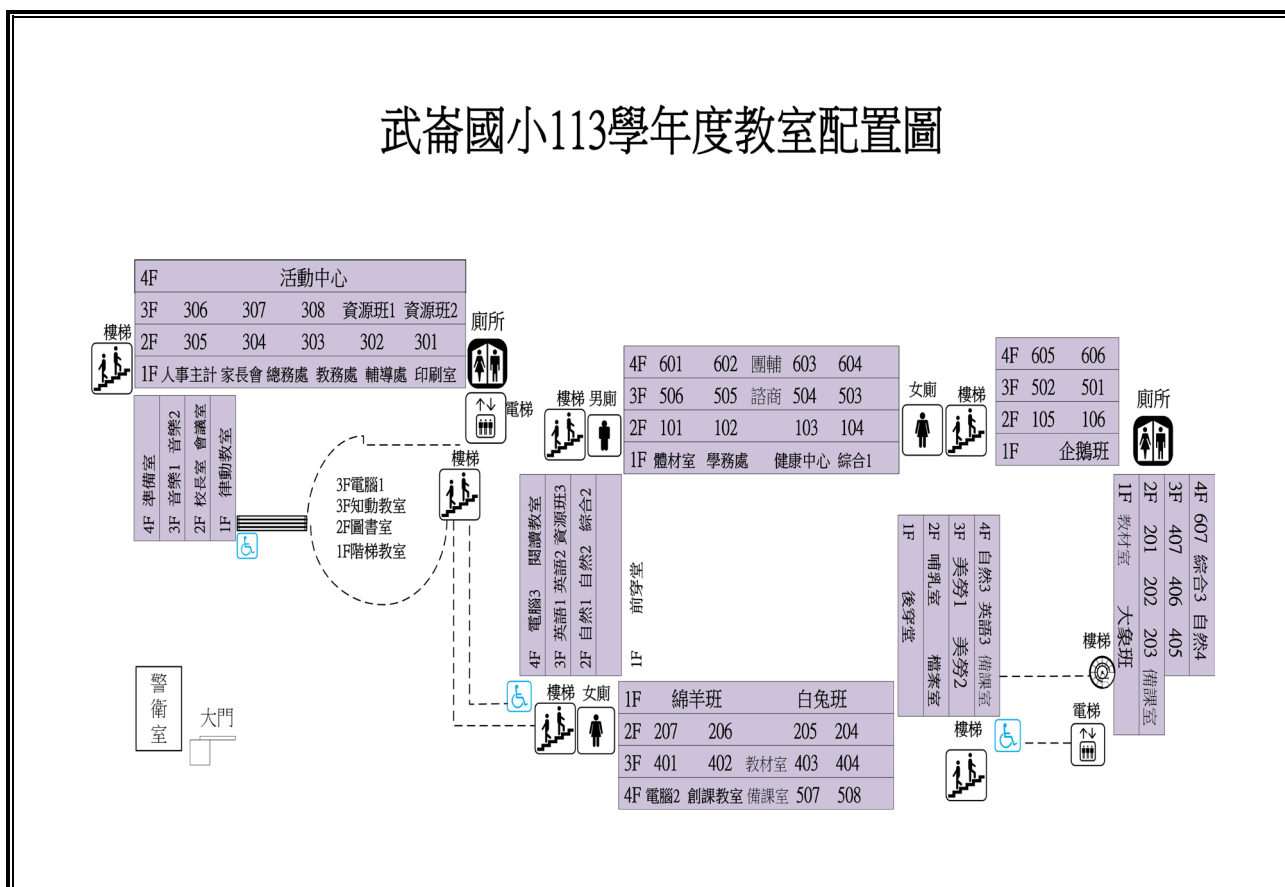 武崙國小113學年度教室配置圖
4F 活動中心
3F 306 307 308 資源班1 資源班2
2F 305 304 303 302 301
1F 人事主計 家長會 總務處 教務處 輔導處 印刷室
樓梯
廁所
電梯
4F 準備室
3F 音樂1 音樂2
2F 校長室 會議室
1F 律動教室
3F電腦1
3F知動教室
2F圖書室
1F階梯教室
樓梯
警衛室
大門
樓梯 男廁
4F 601 602 團輔 603 604
3F 506 505 諮商 504 503
2F 101 102 103 104
1F 體材室 學務處 健康中心 綜合1
女廁 樓梯
4F 605 606
3F 502 501
2F 105 106
1F 企鵝班
廁所
4F 電腦3 閱讀教室
3F 英語1 英語2 資源班3
2F 自然1 自然2 綜合2
1F 前穿堂
樓梯 女廁
1F 綿羊班 白兔班
2F 207 206 205 204
3F 401 402 教材室 403 404
4F 電腦2 創課教室 備課室 507 508
1F 後穿堂
2F 哺乳室 檔案室
3F 美勞1 美勞2
4F 自然3 英語3 備課室
樓梯
樓梯
電梯
1F 教材室 大象班
2F 201 202 203 備課室
3F 407 406 405
4F 607 綜合3 自然4